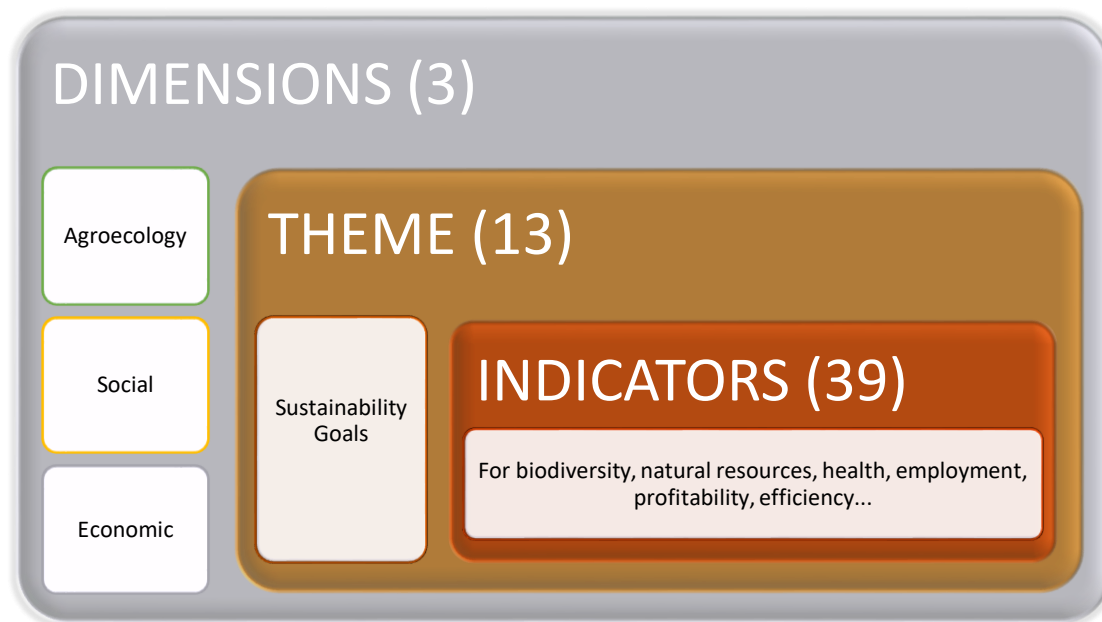 DIMENSIONS (3)
Agroecology
Social
Economic
THEME (13)
Sustainability
Goals
INDICATORS (39)
For biodiversity, natural resources, health, employment,
profitability, efficiency...